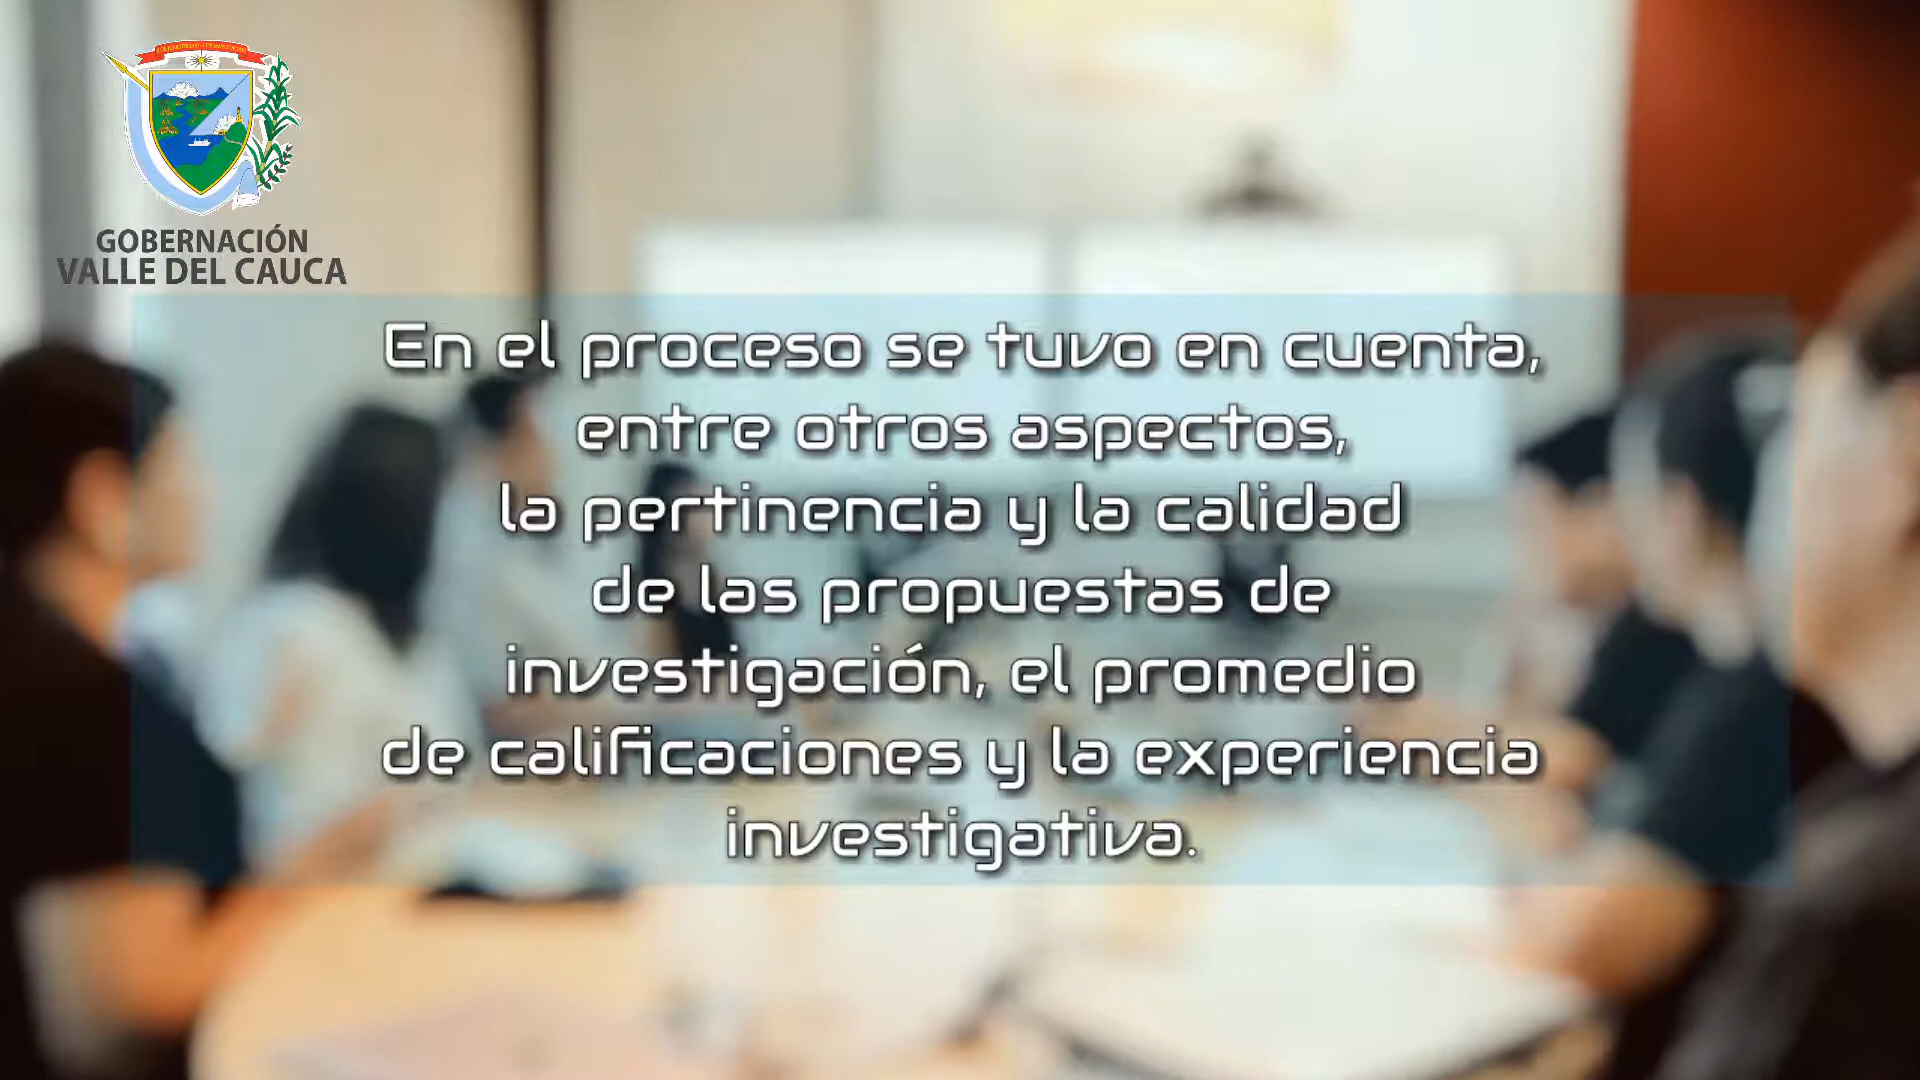 GOBERNACIÓN
VALLE DEL CAUCA
En el proceso se tuvo en cuenta,
entre otros aspectos,
la pertinencia y la calidad
de las propuestas de
investigación, el promedio
de calificaciones y la experiencia
investigativa.